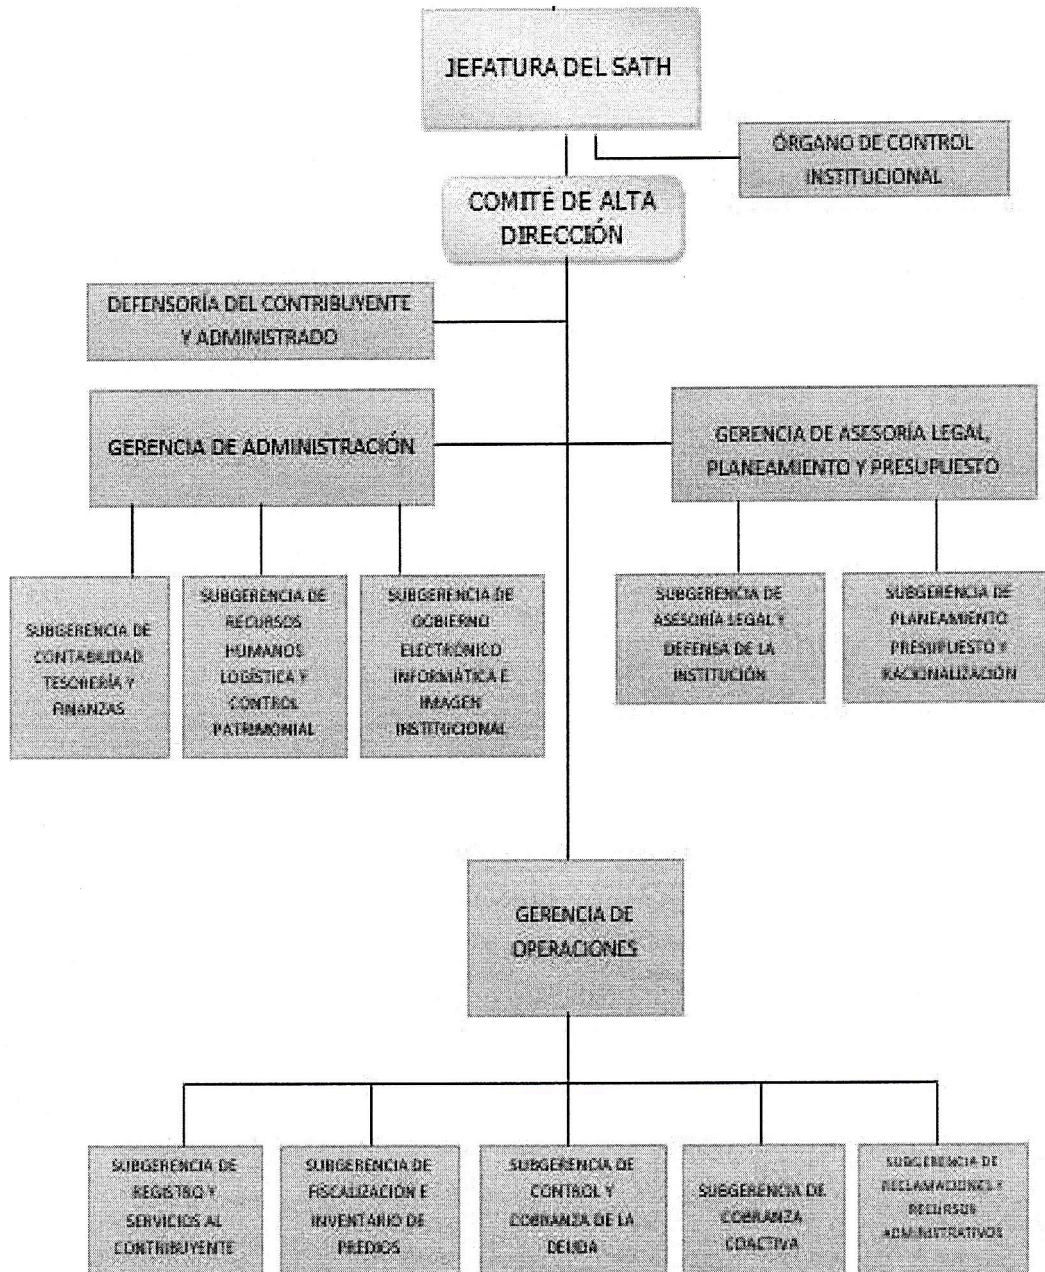 JEFATURA DEL SATH
ÓRGANO DE CONTROL
INSTITUCIONAL
COMITÉ DE ALTA
DIRECCIÓN
DEFENSORÍA DEL CONTRIBUYENTE
Y ADMINISTRADO
GERENCIA DE ADMINISTRACIÓN
GERENCIA DE ASESORÍA LEGAL,
PLANEAMIENTO Y PRESUPUESTO
SUBGERENCIA DE
CONTABILIDAD
TESORERÍA Y
FINANZAS
SUBGERENCIA DE
RECURSOS
HUMANOS
LOGÍSTICA Y
CONTROL
PATRIMONIAL
SUBGERENCIA DE
GOBIERNO
ELECTRÓNICO
INFORMÁTICA E
IMAGEN
INSTITUCIONAL
SUBGERENCIA DE
ASESORÍA LEGAL Y
DEFENSA DE LA
INSTITUCIÓN
SUBGERENCIA DE
PLANEAMIENTO
PRESUPUESTO Y
RACIONALIZACIÓN
GERENCIA DE
OPERACIONES
SUBGERENCIA DE
REGISTRO Y
SERVICIOS AL
CONTRIBUYENTE
SUBGERENCIA DE
FISCALIZACIÓN E
INVENTARIO DE
PREDIOS
SUBGERENCIA DE
CONTROL Y
COBRANZA DE LA
DEUDA
SUBGERENCIA DE
COBRANZA
COACTIVA
SUBGERENCIA DE
RECLAMACIONES Y
RECURSOS
ADMINISTRATIVOS